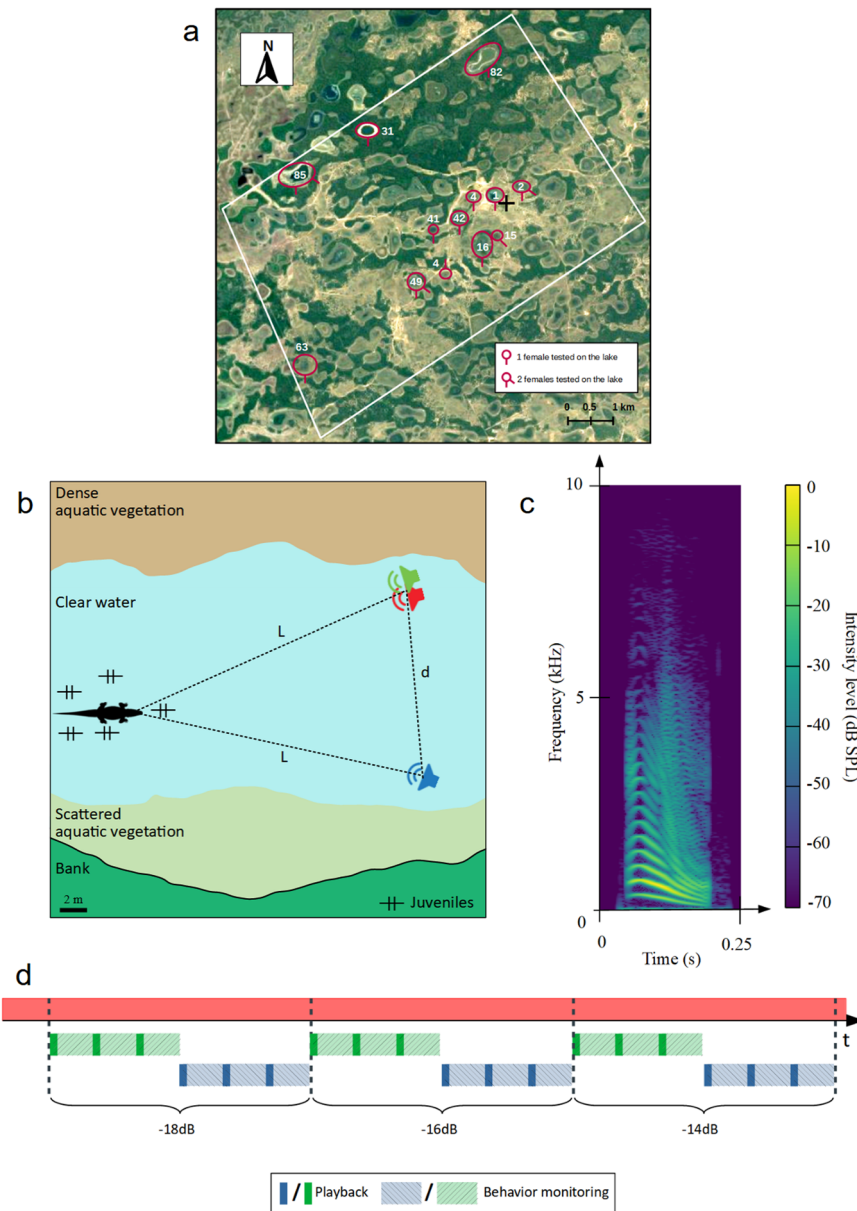 a
N
82
31
85
4
1
2
41
42
15
16
4
49
63
1 female tested on the lake
2 females tested on the lake
0 0.5 1 km
b
Dense
aquatic vegetation
Clear water
L
d
L
Scattered
aquatic vegetation
Bank
2 m
Juveniles
c
10
5
0
Frequency (kHz)
0
0.25
Time (s)
0
-10
-20
-30
-40
-50
-60
-70
Intensity level (dB SPL)
d
t
-18dB
-16dB
-14dB
/ Playback
/ Behavior monitoring